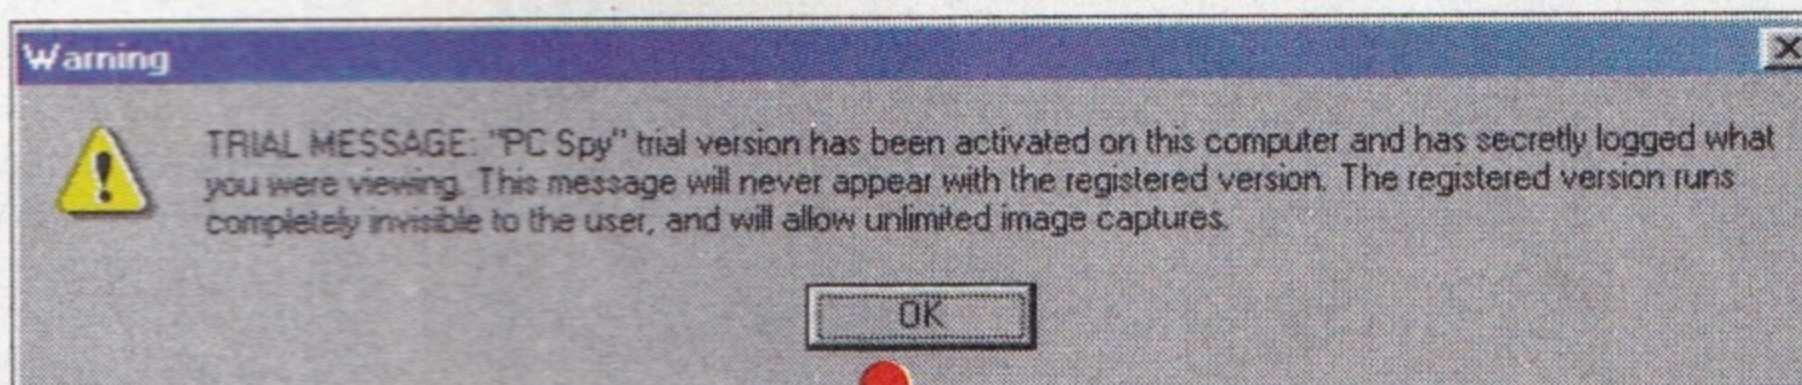 Warning
TRIAL MESSAGE: "PC Spy" trial version has been activated on this computer and has secretly logged what
you were viewing. This message will never appear with the registered version. The registered version runs
completely invisible to the user, and will allow unlimited image captures.
OK